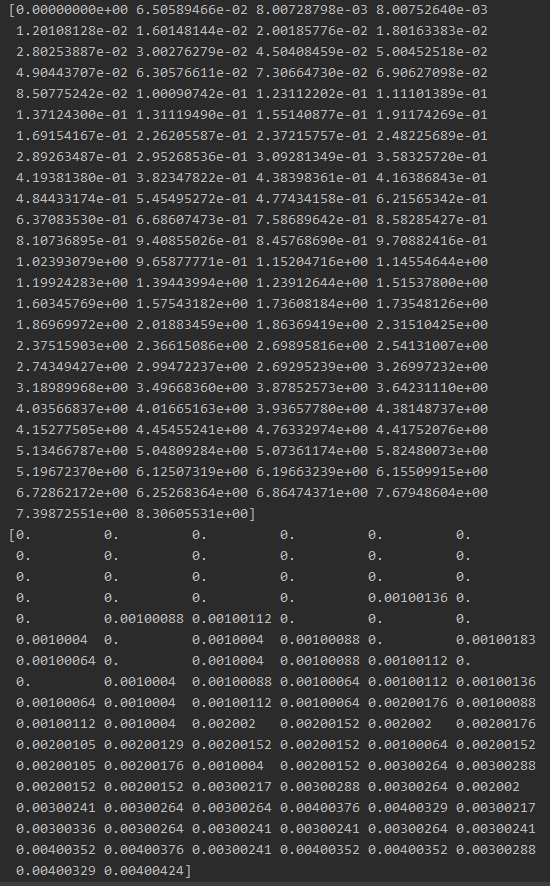 [0.00000000e+00 6.50589466e-02 8.00728798e-03 8.00752640e-03
1.20108128e-02 1.60148144e-02 2.00185776e-02 1.80163383e-02
2.80253887e-02 3.00276279e-02 4.50408459e-02 5.00452518e-02
4.90443707e-02 6.30576611e-02 7.30664730e-02 6.90627098e-02
8.50775242e-02 1.00090742e-01 1.23112202e-01 1.11101389e-01
1.37124300e-01 1.31119490e-01 1.55140877e-01 1.91174269e-01
1.69154167e-01 2.26205587e-01 2.37215757e-01 2.48225689e-01
2.89263487e-01 2.95268536e-01 3.09281349e-01 3.58325720e-01
4.19381380e-01 3.82347822e-01 4.38398361e-01 4.16386843e-01
4.84433174e-01 5.45495272e-01 4.77434158e-01 6.21565342e-01
6.37083530e-01 6.68607473e-01 7.58689642e-01 8.58285427e-01
8.10736895e-01 9.40855026e-01 8.45768690e-01 9.70882416e-01
1.02393079e+00 9.65877771e-01 1.15204716e+00 1.14554644e+00
1.19924283e+00 1.39443994e+00 1.23912644e+00 1.51537800e+00
1.60345769e+00 1.57543182e+00 1.73608184e+00 1.73548126e+00
1.86969972e+00 2.01883459e+00 1.86369419e+00 2.31510425e+00
2.37515903e+00 2.36615086e+00 2.69895816e+00 2.54131007e+00
2.74349427e+00 2.99472237e+00 2.69295239e+00 3.26997232e+00
3.18989968e+00 3.49668360e+00 3.87852573e+00 3.64231110e+00
4.03566837e+00 4.01665163e+00 3.93657780e+00 4.38148737e+00
4.15277505e+00 4.45455241e+00 4.76332974e+00 4.41752076e+00
5.13466787e+00 5.04809284e+00 5.07361174e+00 5.82480073e+00
5.19672370e+00 6.12507319e+00 6.19663239e+00 6.15509915e+00
6.72862172e+00 6.25268364e+00 6.86474371e+00 7.67948604e+00
7.39872551e+00 8.30605531e+00]
[0. 0. 0. 0. 0. 0.
0. 0. 0. 0. 0. 0.
0. 0. 0. 0. 0. 0.
0. 0. 0. 0. 0.00100136 0.
0. 0.00100088 0.00100112 0. 0. 0.
0.0010004 0. 0.0010004 0.00100088 0. 0.00100183
0.00100064 0. 0.0010004 0.00100088 0.00100112 0.
0. 0.0010004 0.00100088 0.00100064 0.00100112 0.00100136
0.00100064 0.0010004 0.00100112 0.00100064 0.00200176 0.00100088
0.00100112 0.0010004 0.002002 0.00200152 0.002002 0.00200176
0.00200105 0.00200129 0.00200152 0.00200152 0.00100064 0.00200152
0.00200105 0.00200176 0.0010004 0.00200152 0.00300264 0.00300288
0.00200152 0.00200152 0.00300217 0.00300288 0.00300264 0.002002
0.00300241 0.00300264 0.00300264 0.00400376 0.00400329 0.00300217
0.00300336 0.00300264 0.00300241 0.00300241 0.00300264 0.00300241
0.00400352 0.00400376 0.00300241 0.00400352 0.00400352 0.00300288
0.00400329 0.00400424]